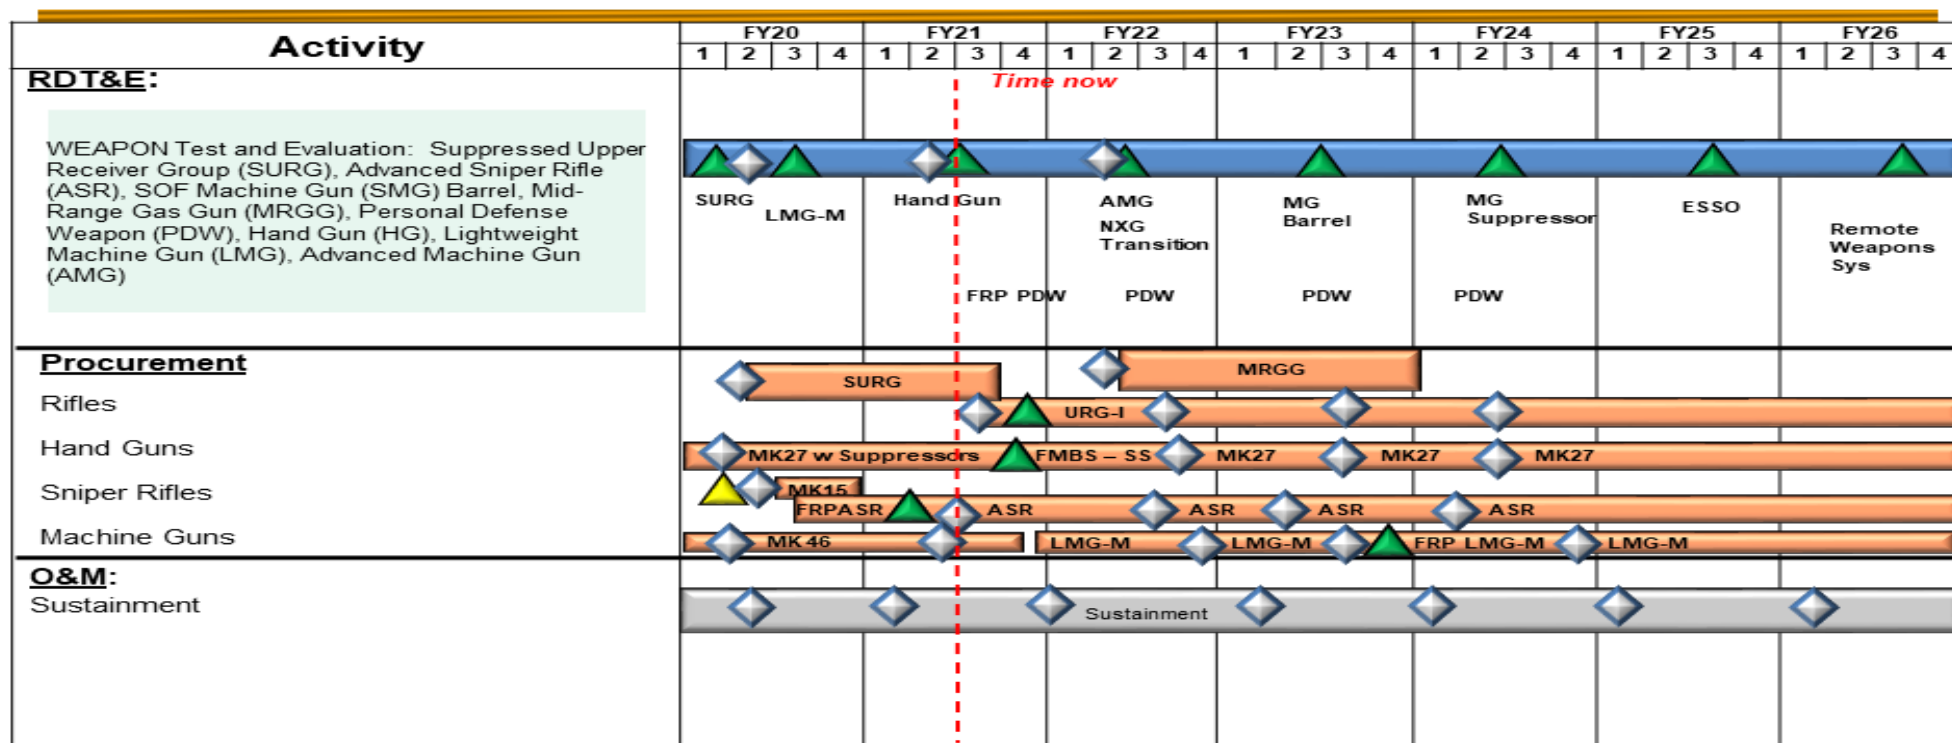 Activity
FY20 FY21 FY22 FY23 FY24 FY25 FY26
1 2 3 4 1 2 3 4 1 2 3 4 1 2 3 4 1 2 3 4 1 2 3 4 1 2 3 4
RDT&E:
Time now
WEAPON Test and Evaluation: Suppressed Upper
Receiver Group (SURG), Advanced Sniper Rifle
(ASR), SOF Machine Gun (SMG) Barrel, Mid-
Range Gas Gun (MRGG), Personal Defense
Weapon (PDW), Hand Gun (HG), Lightweight
Machine Gun (LMG), Advanced Machine Gun
(AMG)
SURG
LMG-M
Hand Gun
AMG
NXG
Transition
MG
Barrel
MG
Suppressor
ESSO
Remote
Weapons
Sys
FRP PDW PDW PDW PDW
Procurement
SURG MRGG
Rifles
URG-I
Hand Guns
MK27 w Suppressors FMBS – SS MK27 MK27 MK27
Sniper Rifles
MK15
FRPASR ASR ASR ASR ASR
Machine Guns
MK 46 LMG-M LMG-M FRP LMG-M LMG-M
O&M:
Sustainment
Sustainment